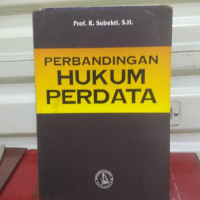 Prof. R. Subekti, S.H.
PERBANDINGAN
HUKUM
PERDATA